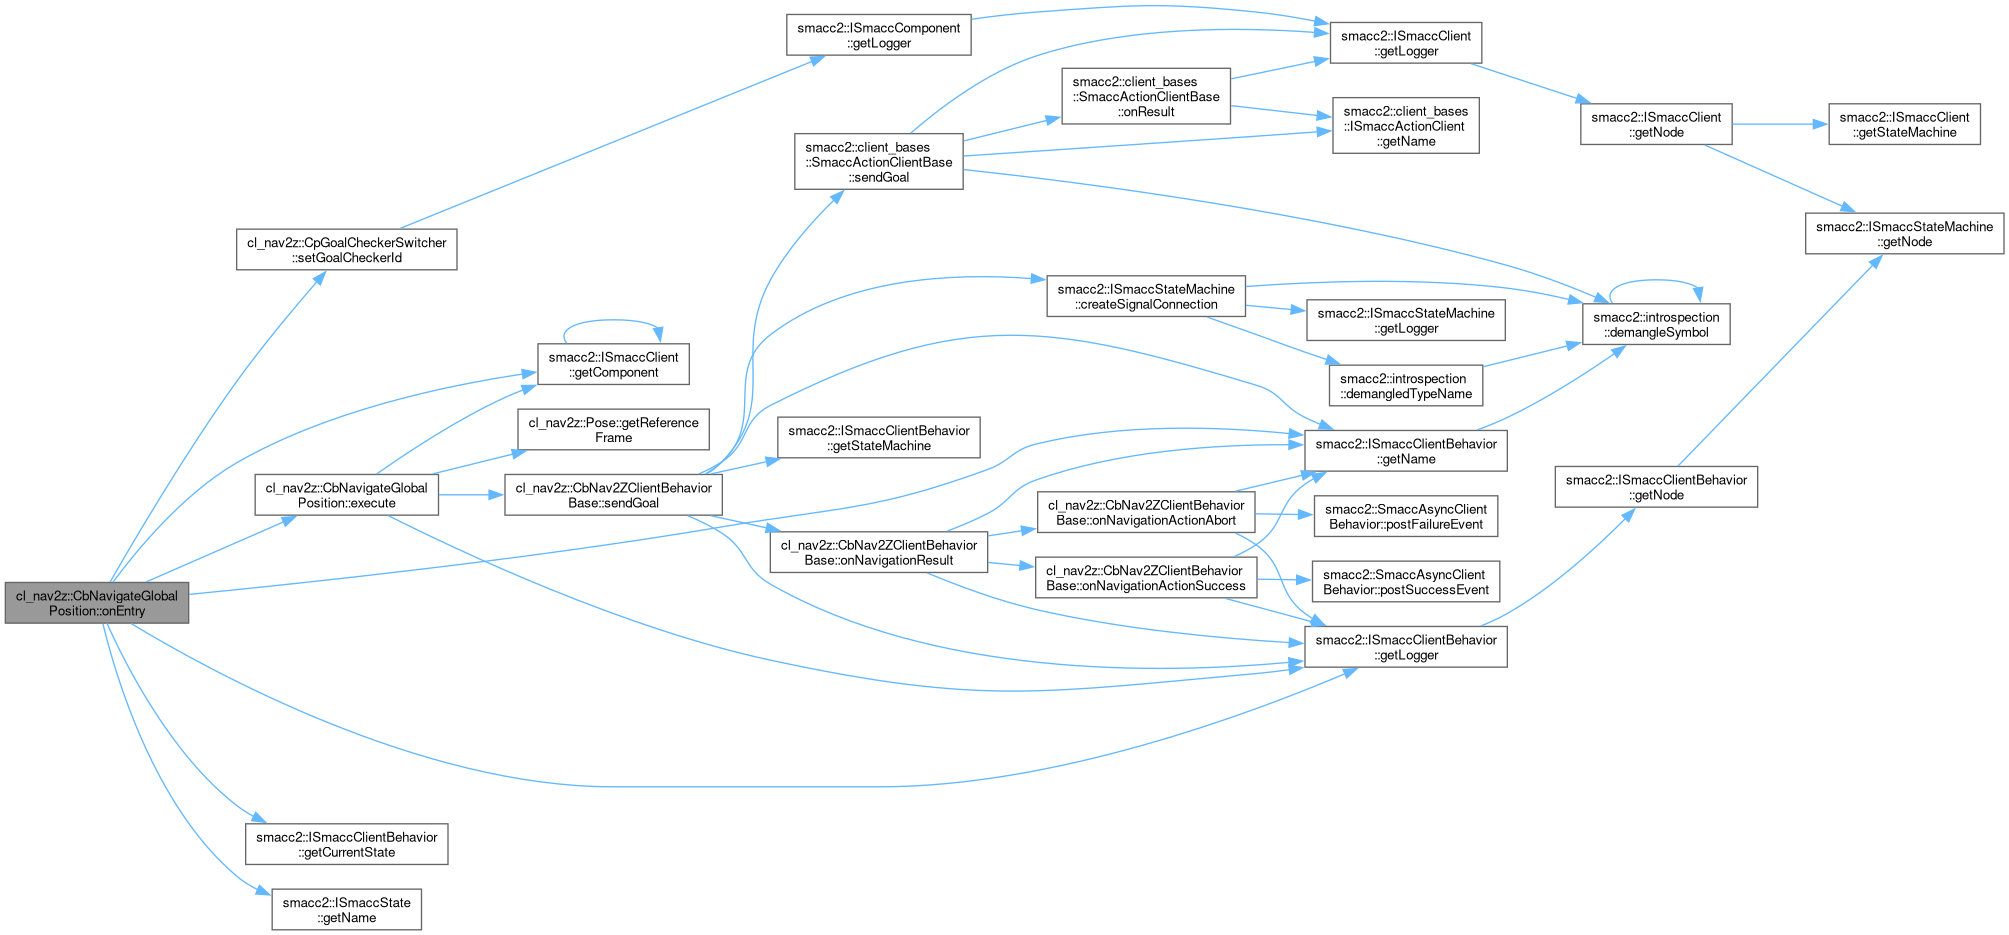 smacc2::ISmaccComponent
::getLogger
smacc2::ISmaccClient
::getLogger
smacc2::client_bases
::SmaccActionClientBase
::onResult
smacc2::client_bases
::ISmaccActionClient
::getName
smacc2::ISmaccClient
::getNode
smacc2::ISmaccClient
::getStateMachine
smacc2::client_bases
::SmaccActionClientBase
::sendGoal
smacc2::ISmaccStateMachine
::getNode
cl_nav2z::CpGoalCheckerSwitcher
::setGoalCheckerId
smacc2::ISmaccStateMachine
::createSignalConnection
smacc2::ISmaccStateMachine
::getLogger
smacc2::introspection
::demangleSymbol
smacc2::ISmaccClient
::getComponent
smacc2::introspection
::demangledTypeName
cl_nav2z::Pose::getReference
Frame
smacc2::ISmaccClientBehavior
::getStateMachine
smacc2::ISmaccClientBehavior
::getName
cl_nav2z::CbNavigateGlobal
Position::execute
cl_nav2z::CbNav2ZClientBehavior
Base::sendGoal
smacc2::ISmaccClientBehavior
::getNode
cl_nav2z::CbNav2ZClientBehavior
Base::onNavigationActionAbort
smacc2::SmaccAsyncClient
Behavior::postFailureEvent
cl_nav2z::CbNav2ZClientBehavior
Base::onNavigationResult
cl_nav2z::CbNav2ZClientBehavior
Base::onNavigationActionSuccess
smacc2::SmaccAsyncClient
Behavior::postSuccessEvent
cl_nav2z::CbNavigateGlobal
Position::onEntry
smacc2::ISmaccClientBehavior
::getLogger
smacc2::ISmaccClientBehavior
::getCurrentState
smacc2::ISmaccState
::getName